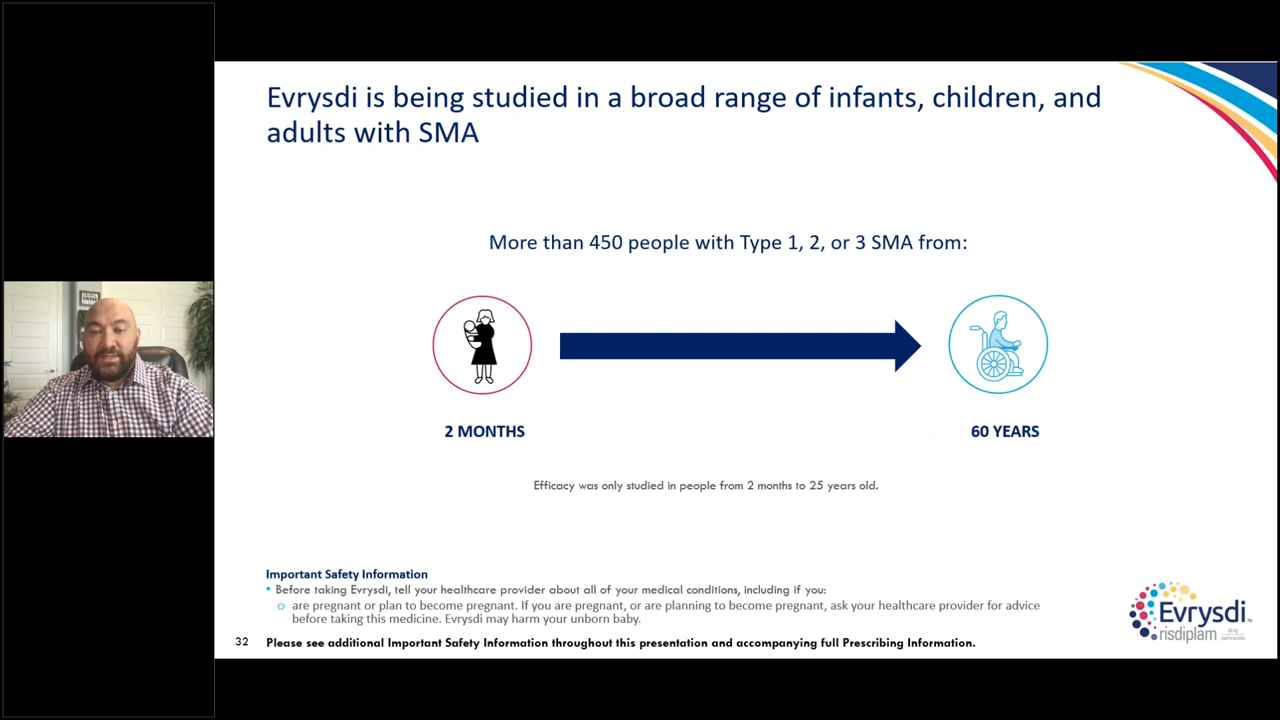 Evrysdi is being studied in a broad range of infants, children, and
adults with SMA
More than 450 people with Type 1, 2, or 3 SMA from:
2 MONTHS
60 YEARS
Efficacy was only studied in people from 2 months to 25 years old.
Important Safety Information
• Before taking Evrysdi, tell your healthcare provider about all of your medical conditions, including if you:
o are pregnant or plan to become pregnant. If you are pregnant, or are planning to become pregnant, ask your healthcare provider for advice
before taking this medicine. Evrysdi may harm your unborn baby.
32 Please see additional Important Safety Information throughout this presentation and accompanying full Prescribing Information.
Evrysdi™
risdiplam